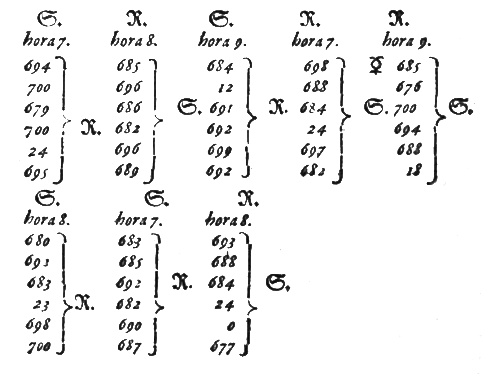 S. R. S. R. R.
hora 7. hora 8. hora 9. hora 7. hora 9.
694 685 684 698 ☿ 685
700 696 12 688 676
679 686 S. 691 R. 684 S. 700 S.
700 R. 682 692 24 694
24 696 699 697 688
695 689 692 682 18
S. S. R.
hora 8. hora 7. hora 8.
680 683 693
691 685 688
683 692 R. 684 S.
23 R. 682 24
698 690 0
700 687 677